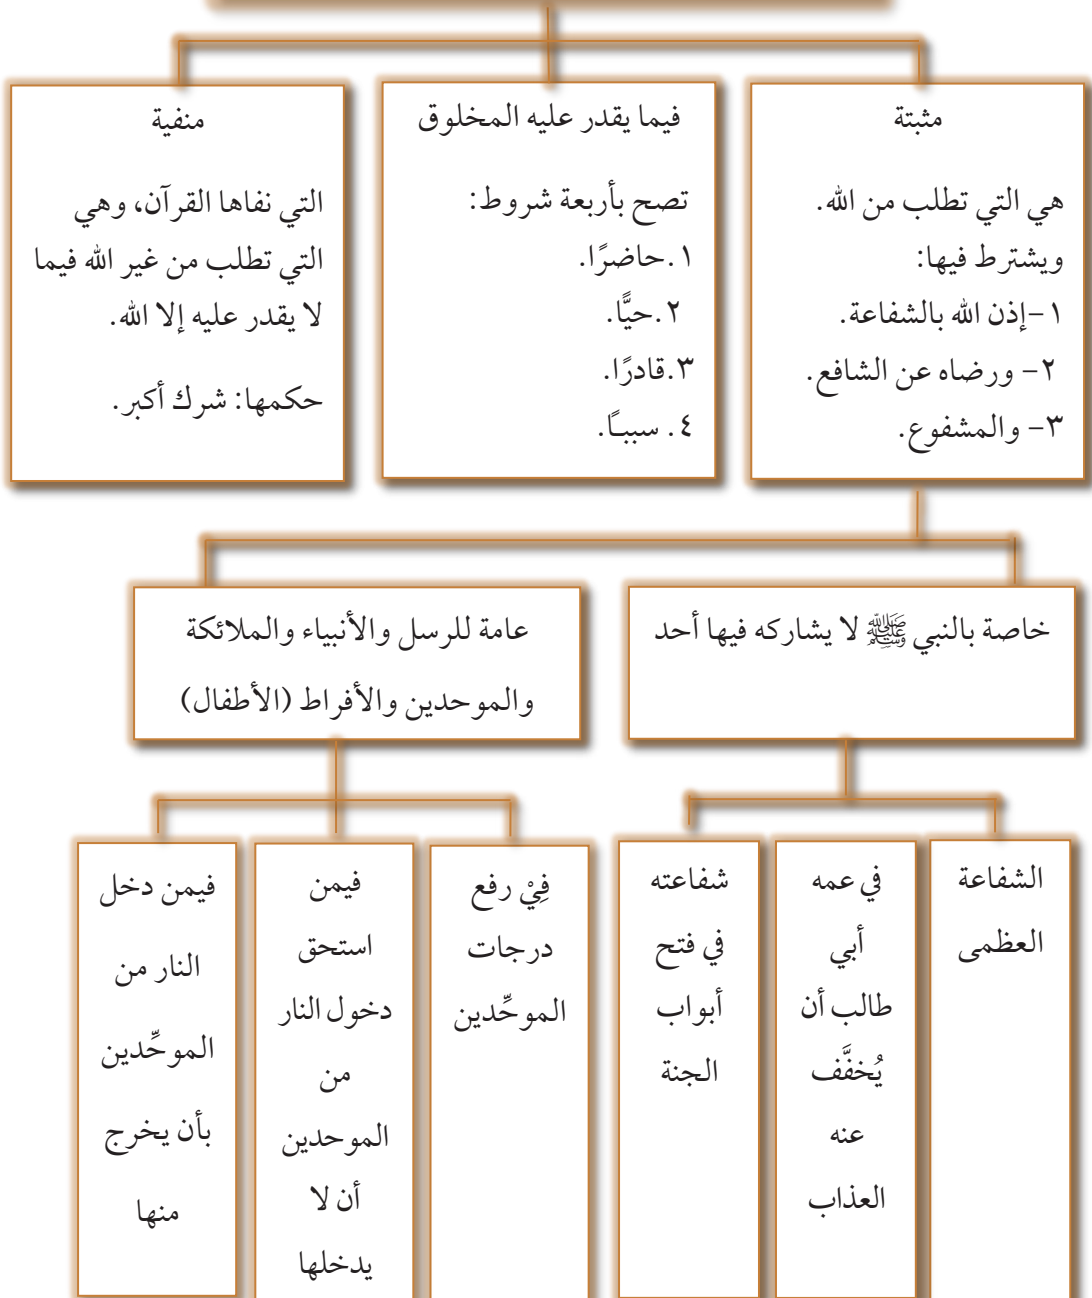 مثبتة
هي التي تطلب من الله.
ويشترط فيها:
١-إذن الله بالشفاعة.
٢- ورضاه عن الشافع.
٣- والمشفوع.
فيما يقدر عليه المخلوق
تصح بأربعة شروط:
١.حاضرًا.
٢.حيًّا.
٣.قادرًا.
٤. سببًا.
منفية
التي نفاها القرآن، وهي
التي تطلب من غير الله فيما
لا يقدر عليه إلا الله.
حكمها: شرك أكبر.
خاصة بالنبي ﷺ لا يشاركه فيها أحد
عامة للرسل والأنبياء والملائكة
والموحدين والأفراط (الأطفال)
الشفاعة
العظمى
في عمه
أبي
طالب أن
يُخفَّف
عنه
العذاب
شفاعته
في فتح
أبواب
الجنة
فِيْ رفع
درجات
الموحِّدين
فيمن
استحق
دخول النار
من
الموحدين
أن لا
يدخلها
فيمن دخل
النار من
الموحِّدين
بأن يخرج
منها